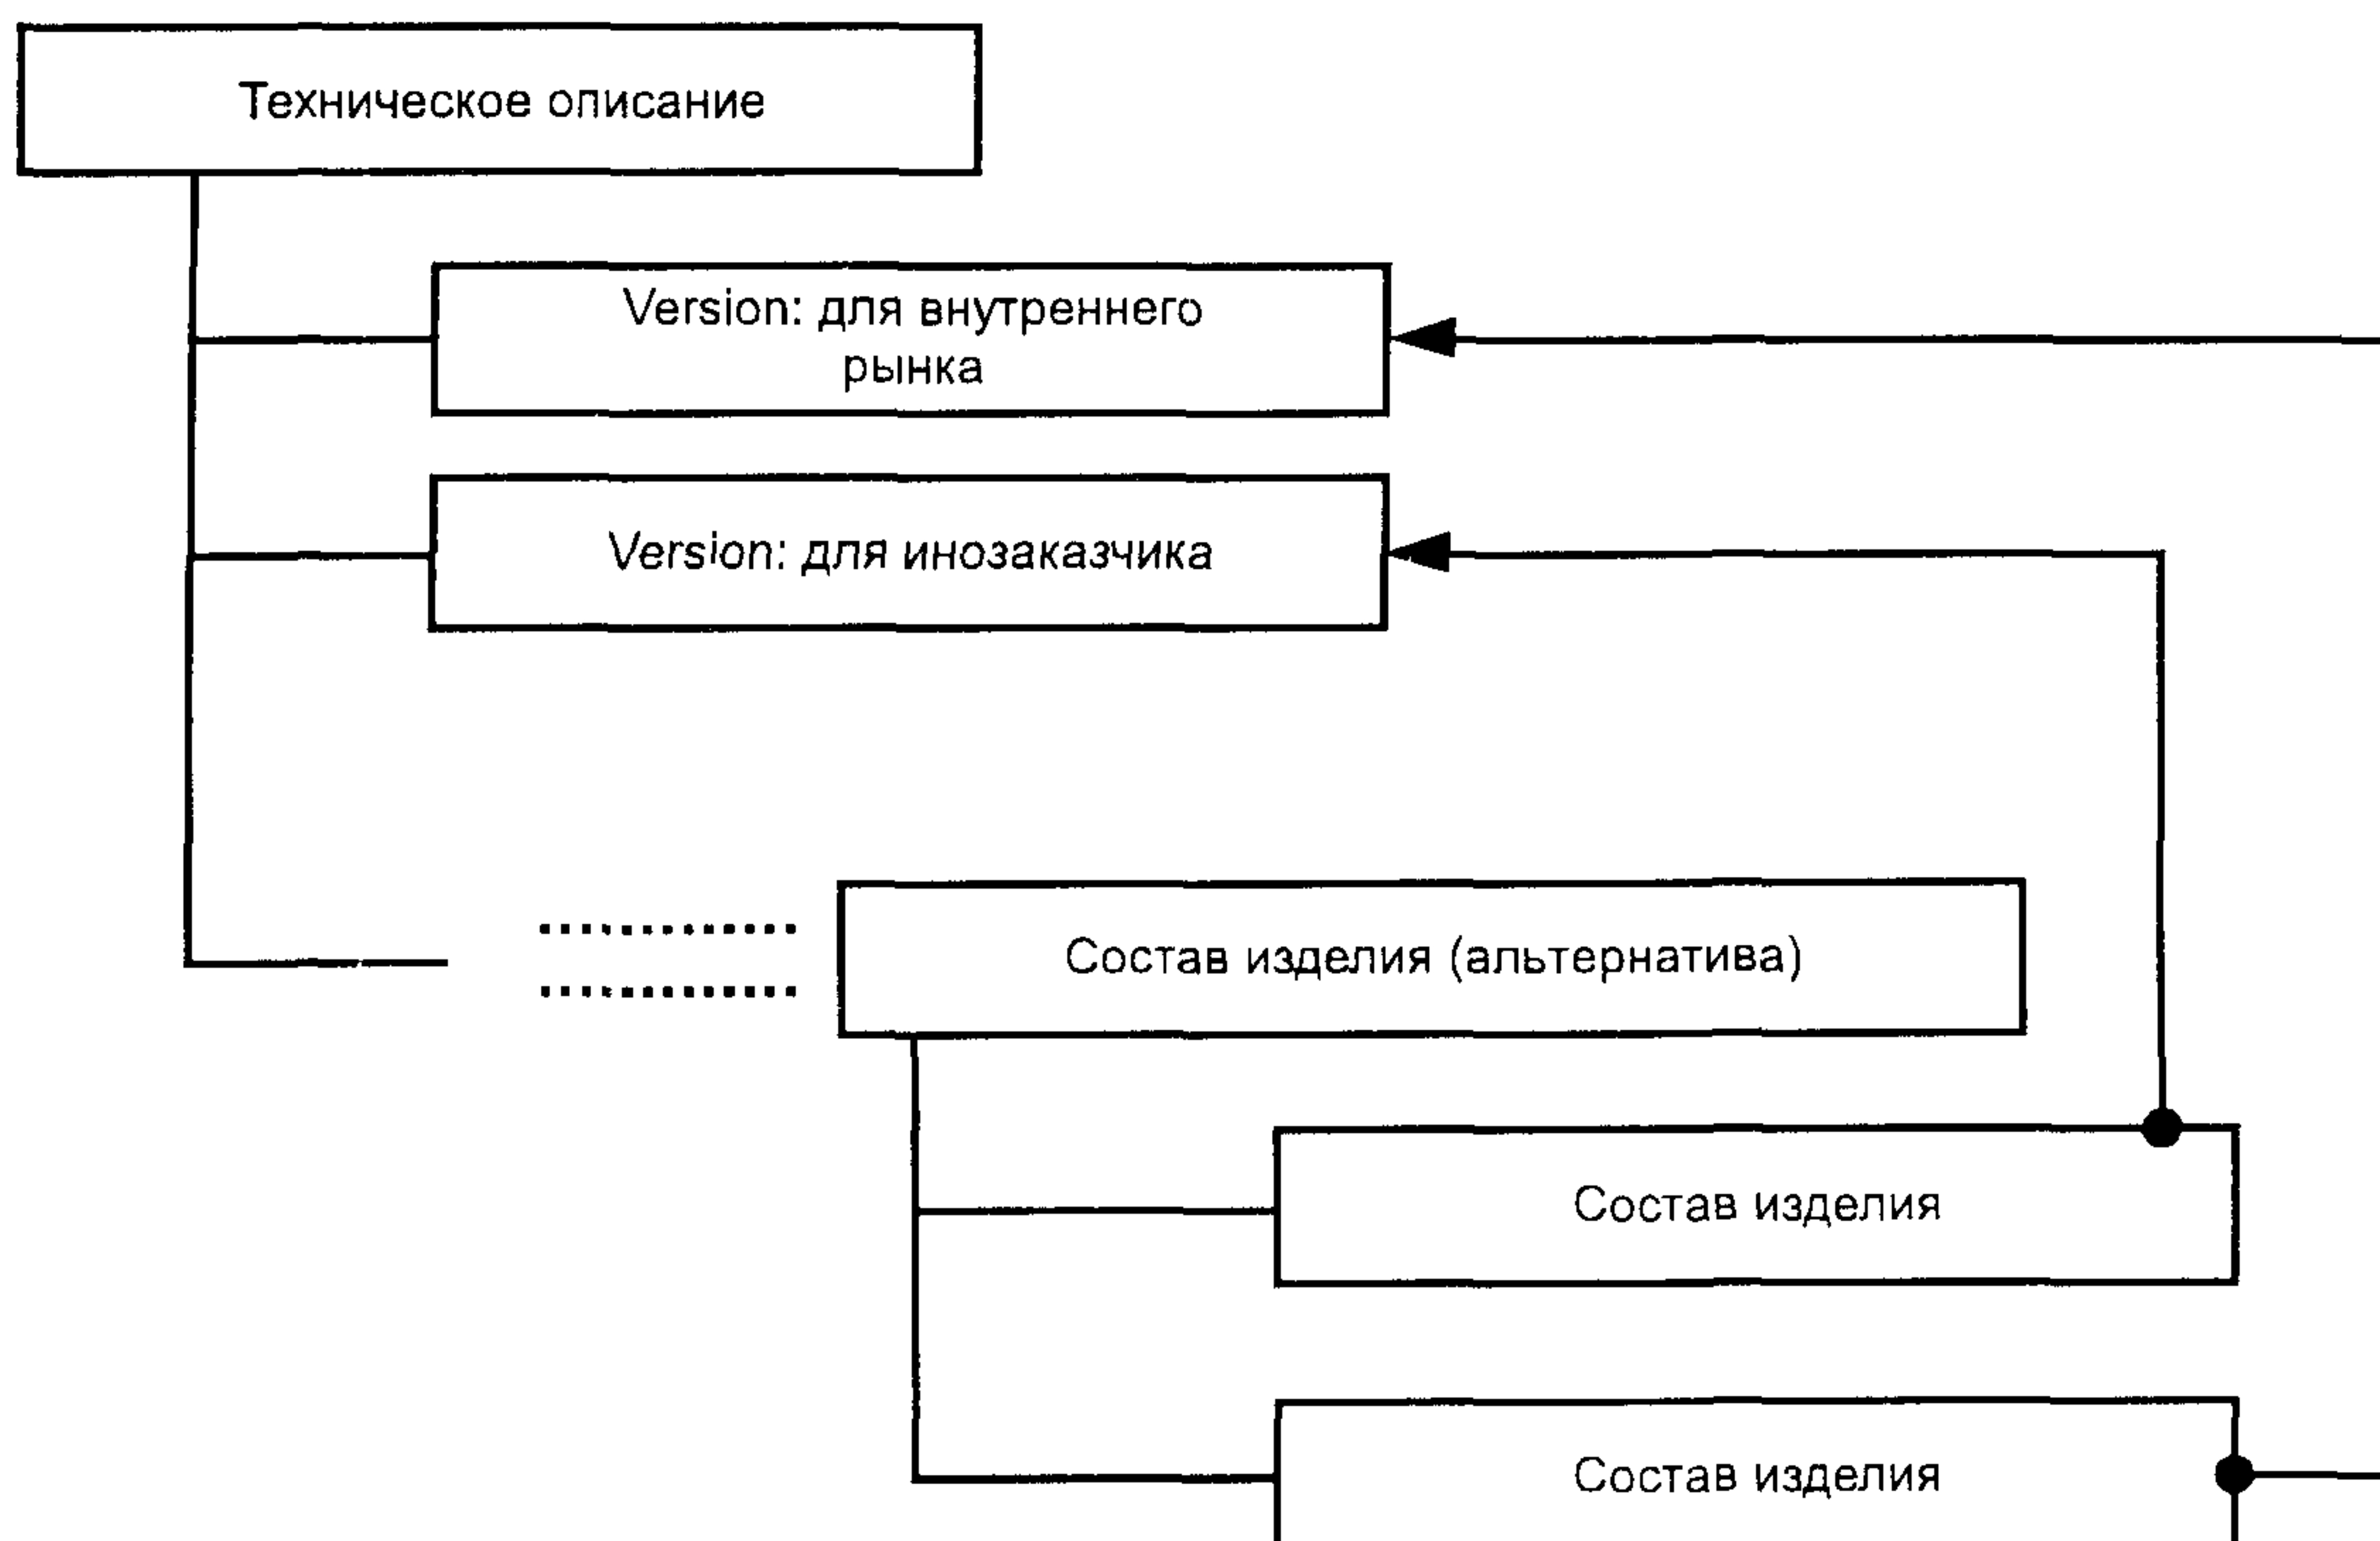 Техническое описание
Version: для внутреннего
рынка
Version: для инозаказчика
Состав изделия (альтернатива)
Состав изделия
Состав изделия